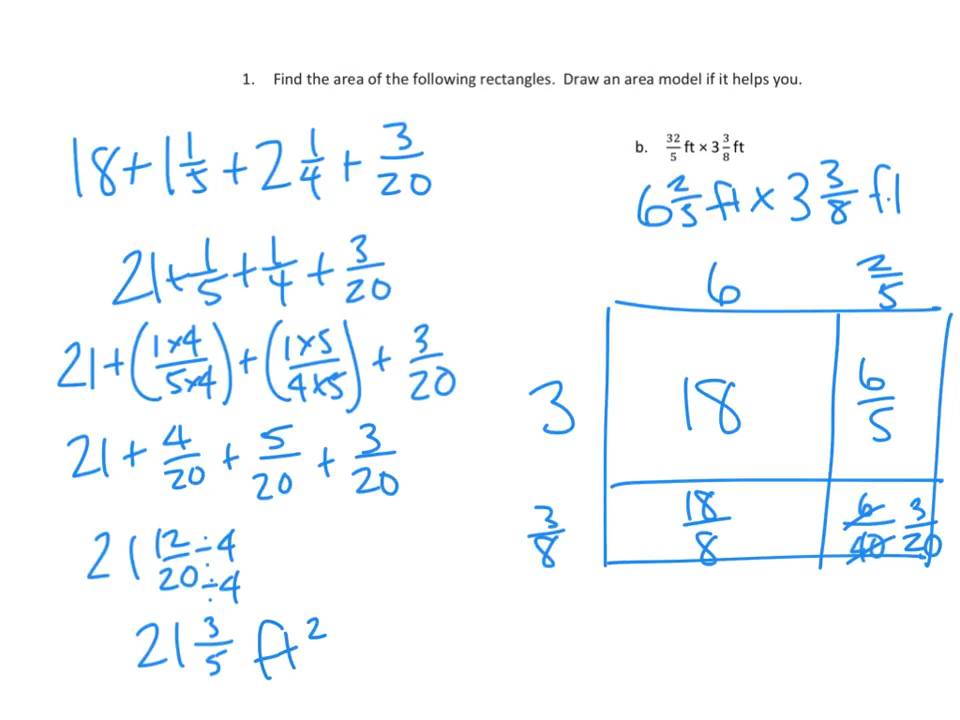 1. Find the area of the following rectangles. Draw an area model if it helps you.
b. 32/5 ft × 3 3/8 ft
6 2/5 ft × 3 3/8 ft
18 + 1 1/5 + 2 1/4 + 3/20
21 + 1/5 + 1/4 + 3/20
21 + (1×4/5×4) + (1×5/4×5) + 3/20
21 + 4/20 + 5/20 + 3/20
21 12÷4/20÷4
21 3/5 ft²
6 2/5
3 18 6/5
3/8 18/8 6/40 3/20